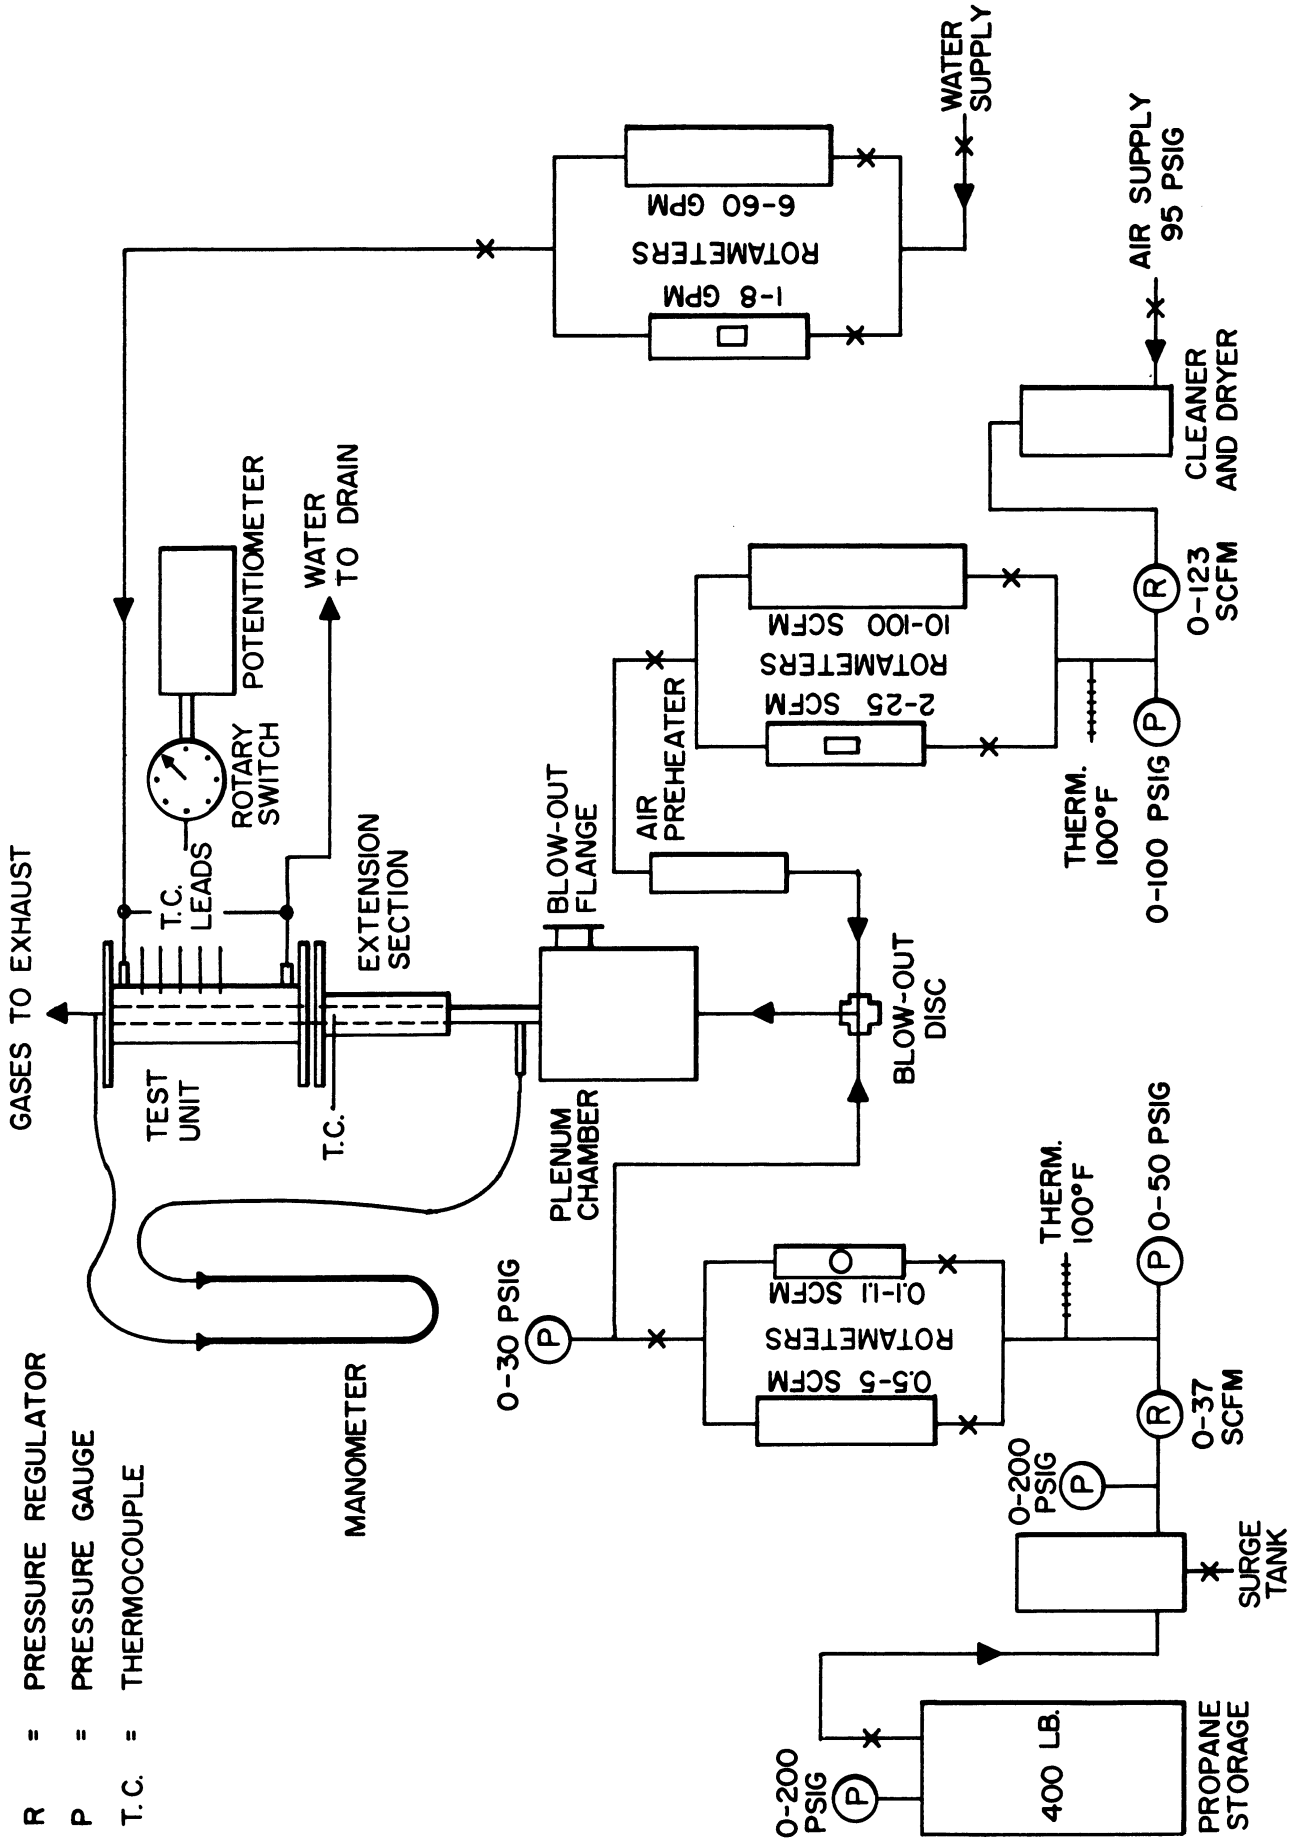 R = PRESSURE REGULATOR
P = PRESSURE GAUGE
T.C. = THERMOCOUPLE
GASES TO EXHAUST
TEST
UNIT
T.C.
T.C.
LEADS
ROTARY
SWITCH
POTENTIOMETER
WATER
TO DRAIN
EXTENSION
SECTION
MANOMETER
BLOW-OUT
FLANGE
PLENUM
CHAMBER
AIR
PREHEATER
BLOW-OUT
DISC
0-30 PSIG
P
0.5-5 SCFM
ROTAMETERS
0.1-1.1 SCFM
THERM.
100°F
P
0-50 PSIG
R
0-37
SCFM
0-200
PSIG
P
SURGE
TANK
0-200
PSIG
P
400 LB.
PROPANE
STORAGE
2-25 SCFM
ROTAMETERS
10-100 SCFM
THERM.
100°F
P
0-100 PSIG
R
0-123
SCFM
CLEANER
AND DRYER
AIR SUPPLY
95 PSIG
1-8 GPM
ROTAMETERS
6-60 GPM
WATER
SUPPLY